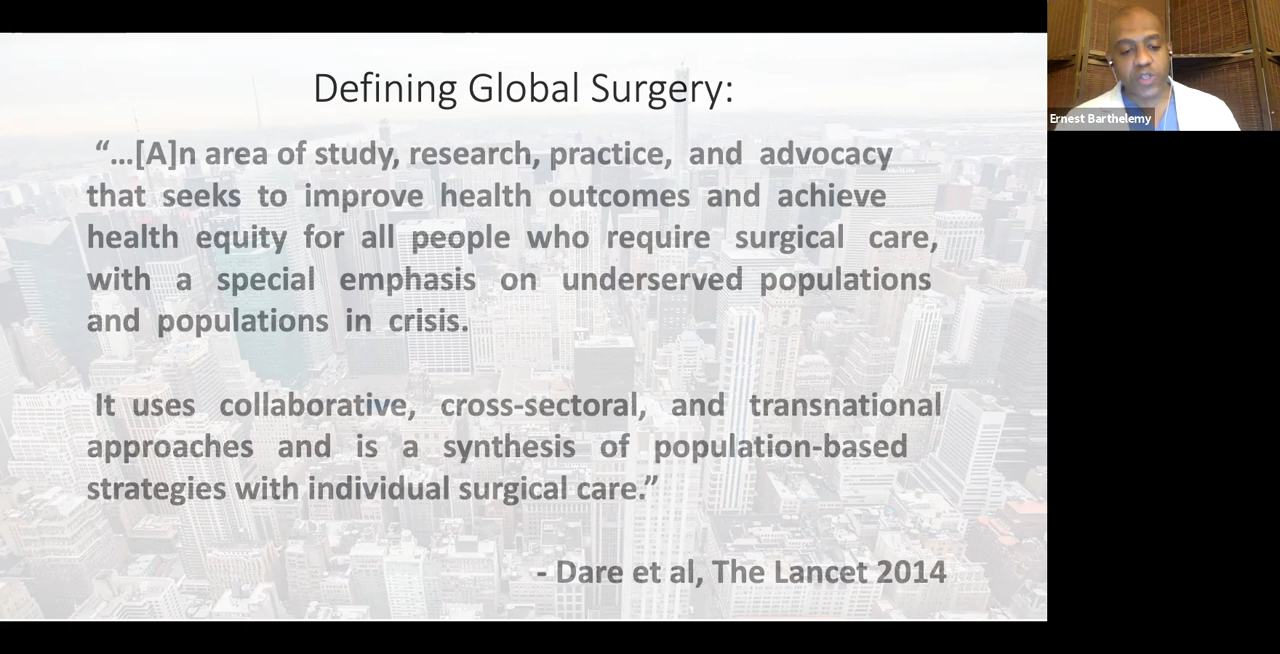 Defining Global Surgery:
“...[A]n area of study, research, practice, and advocacy
that seeks to improve health outcomes and achieve
health equity for all people who require surgical care,
with a special emphasis on underserved populations
and populations in crisis.
It uses collaborative, cross-sectoral, and transnational
approaches and is a synthesis of population-based
strategies with individual surgical care.”
- Dare et al, The Lancet 2014
Ernest Barthelemy
MetLife